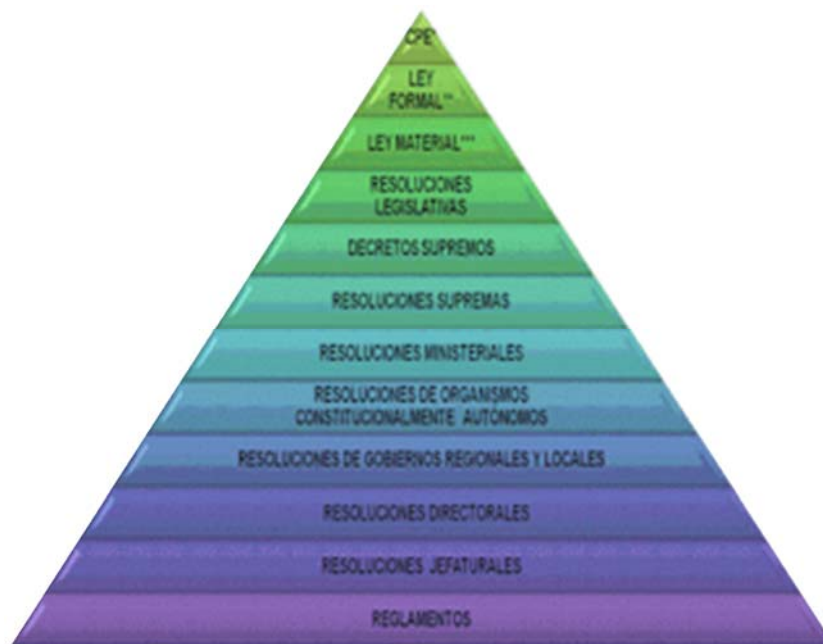 CPE*
LEY
FORMAL**
LEY MATERIAL***
RESOLUCIONES
LEGISLATIVAS
DECRETOS SUPREMOS
RESOLUCIONES SUPREMAS
RESOLUCIONES MINISTERIALES
RESOLUCIONES DE ORGANISMOS
CONSTITUCIONALMENTE AUTÓNOMOS
RESOLUCIONES DE GOBIERNOS REGIONALES Y LOCALES
RESOLUCIONES DIRECTORALES
RESOLUCIONES JEFATURALES
REGLAMENTOS